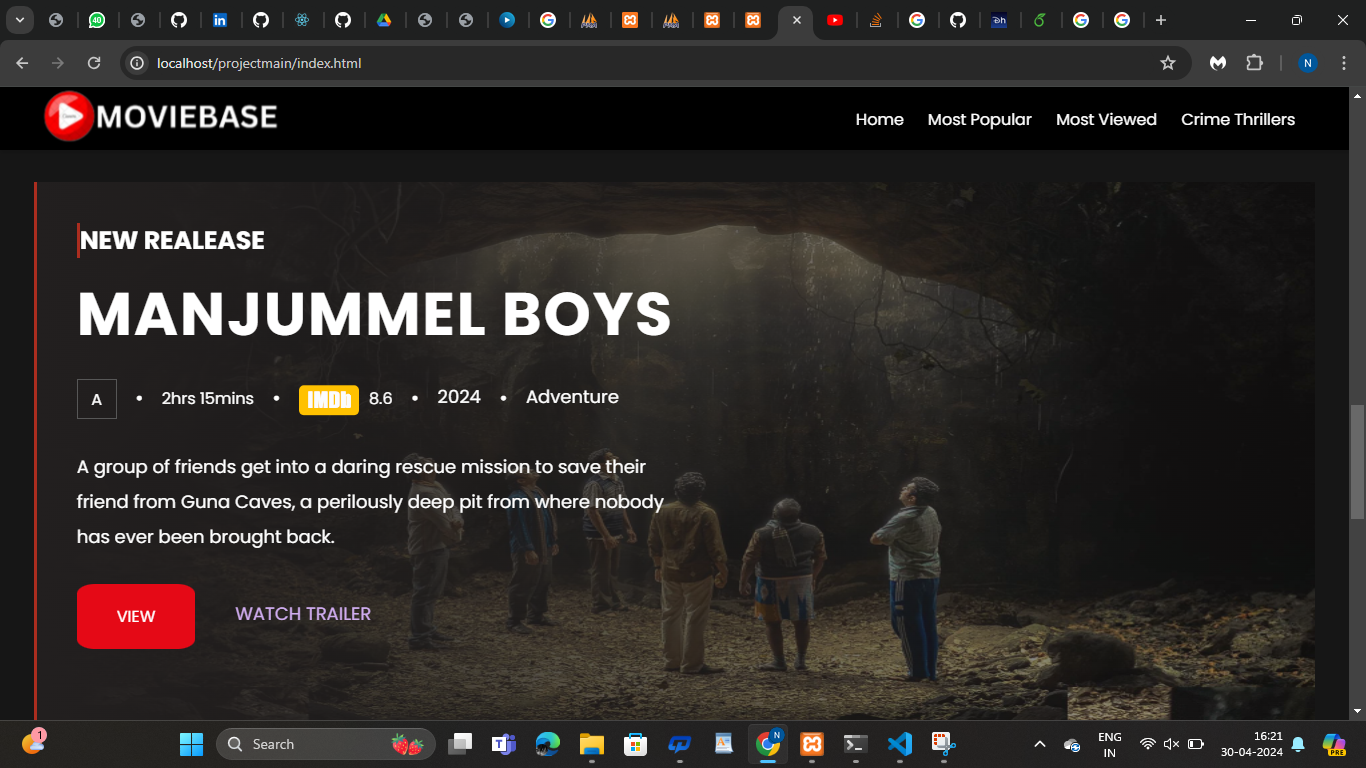 40
localhost/projectmain/index.html
MOVIEBASE
Home Most Popular Most Viewed Crime Thrillers
NEW REALEASE
MANJUMMEL BOYS
A • 2hrs 15mins • IMDb 8.6 • 2024 • Adventure
A group of friends get into a daring rescue mission to save their
friend from Guna Caves, a perilously deep pit from where nobody
has ever been brought back.
VIEW WATCH TRAILER
1 Search ENG 16:21
IN 30-04-2024 PRE